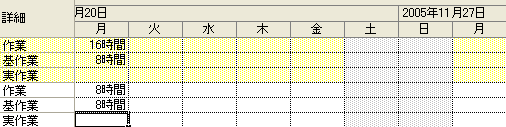 詳細
月20日 2005年11月27日
月 火 水 木 金 土 日 月
作業 16時間
基作業 8時間
実作業
作業 8時間
基作業 8時間
実作業